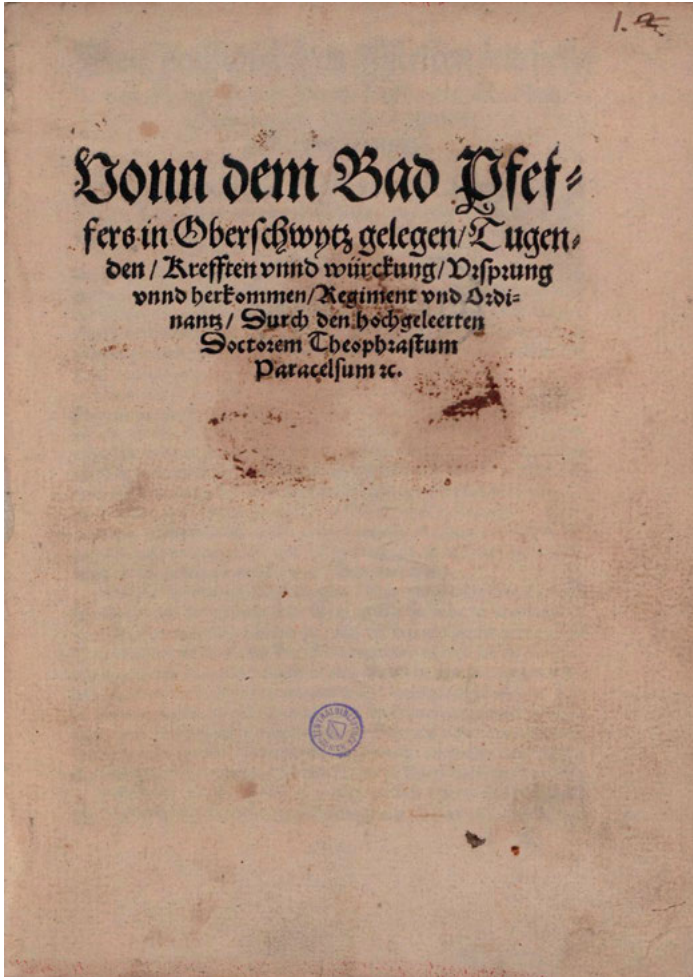 1. a
Vonn dem Bad Pfef⸗
fers in Oberschwytz gelegen/ Tugen⸗
den / Krefften vnnd würckung/ Vrsprung
vnnd herkommen/ Regiment vnd Ordi⸗
nantz/ Durch den hochgeleerten
Doctorem Theophrastum
Paracelsum ꝛc.